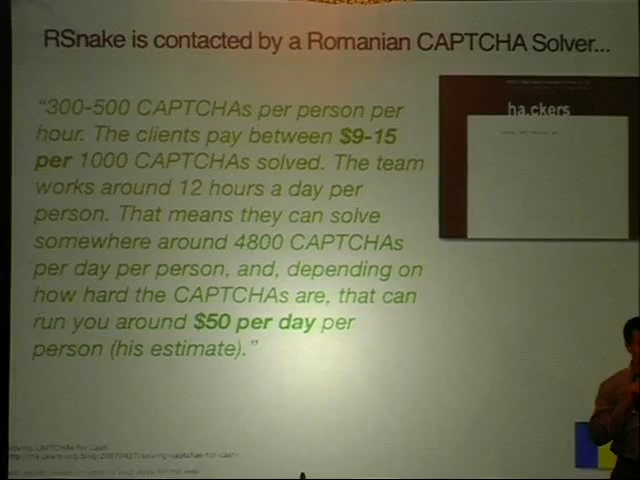 RSnake is contacted by a Romanian CAPTCHA Solver...
"300-500 CAPTCHAs per person per
hour. The clients pay between $9-15
per 1000 CAPTCHAs solved. The team
works around 12 hours a day per
person. That means they can solve
somewhere around 4800 CAPTCHAs
per day per person, and, depending on
how hard the CAPTCHAs are, that can
run you around $50 per day per
person (his estimate)."
ha.ckers
CAPTCHAs for Cash